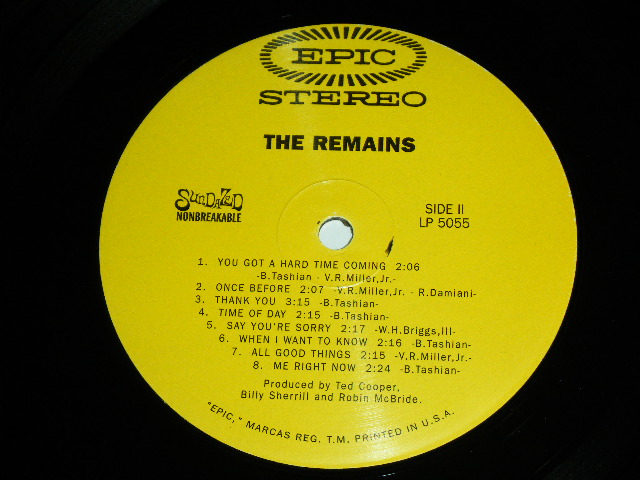 EPIC
STEREO
THE REMAINS
SUNDAZED
NONBREAKABLE
SIDE II
LP 5055
1. YOU GOT A HARD TIME COMING 2:06
-B.Tashian - V.R.Miller,Jr.-
2. ONCE BEFORE 2:07 -V.R.Miller,Jr. - R.Damiani-
3. THANK YOU 3:15 -B.Tashian-
4. TIME OF DAY 2:15 -B.Tashian-
5. SAY YOU'RE SORRY 2:17 -W.H.Briggs,III-
6. WHEN I WANT TO KNOW 2:16 -B.Tashian-
7. ALL GOOD THINGS 2:15 -V.R.Miller,Jr.-
8. ME RIGHT NOW 2:24 -B.Tashian-
Produced by Ted Cooper,
Billy Sherrill and Robin McBride.
"EPIC," MARCAS REG. T.M. PRINTED IN U.S.A.